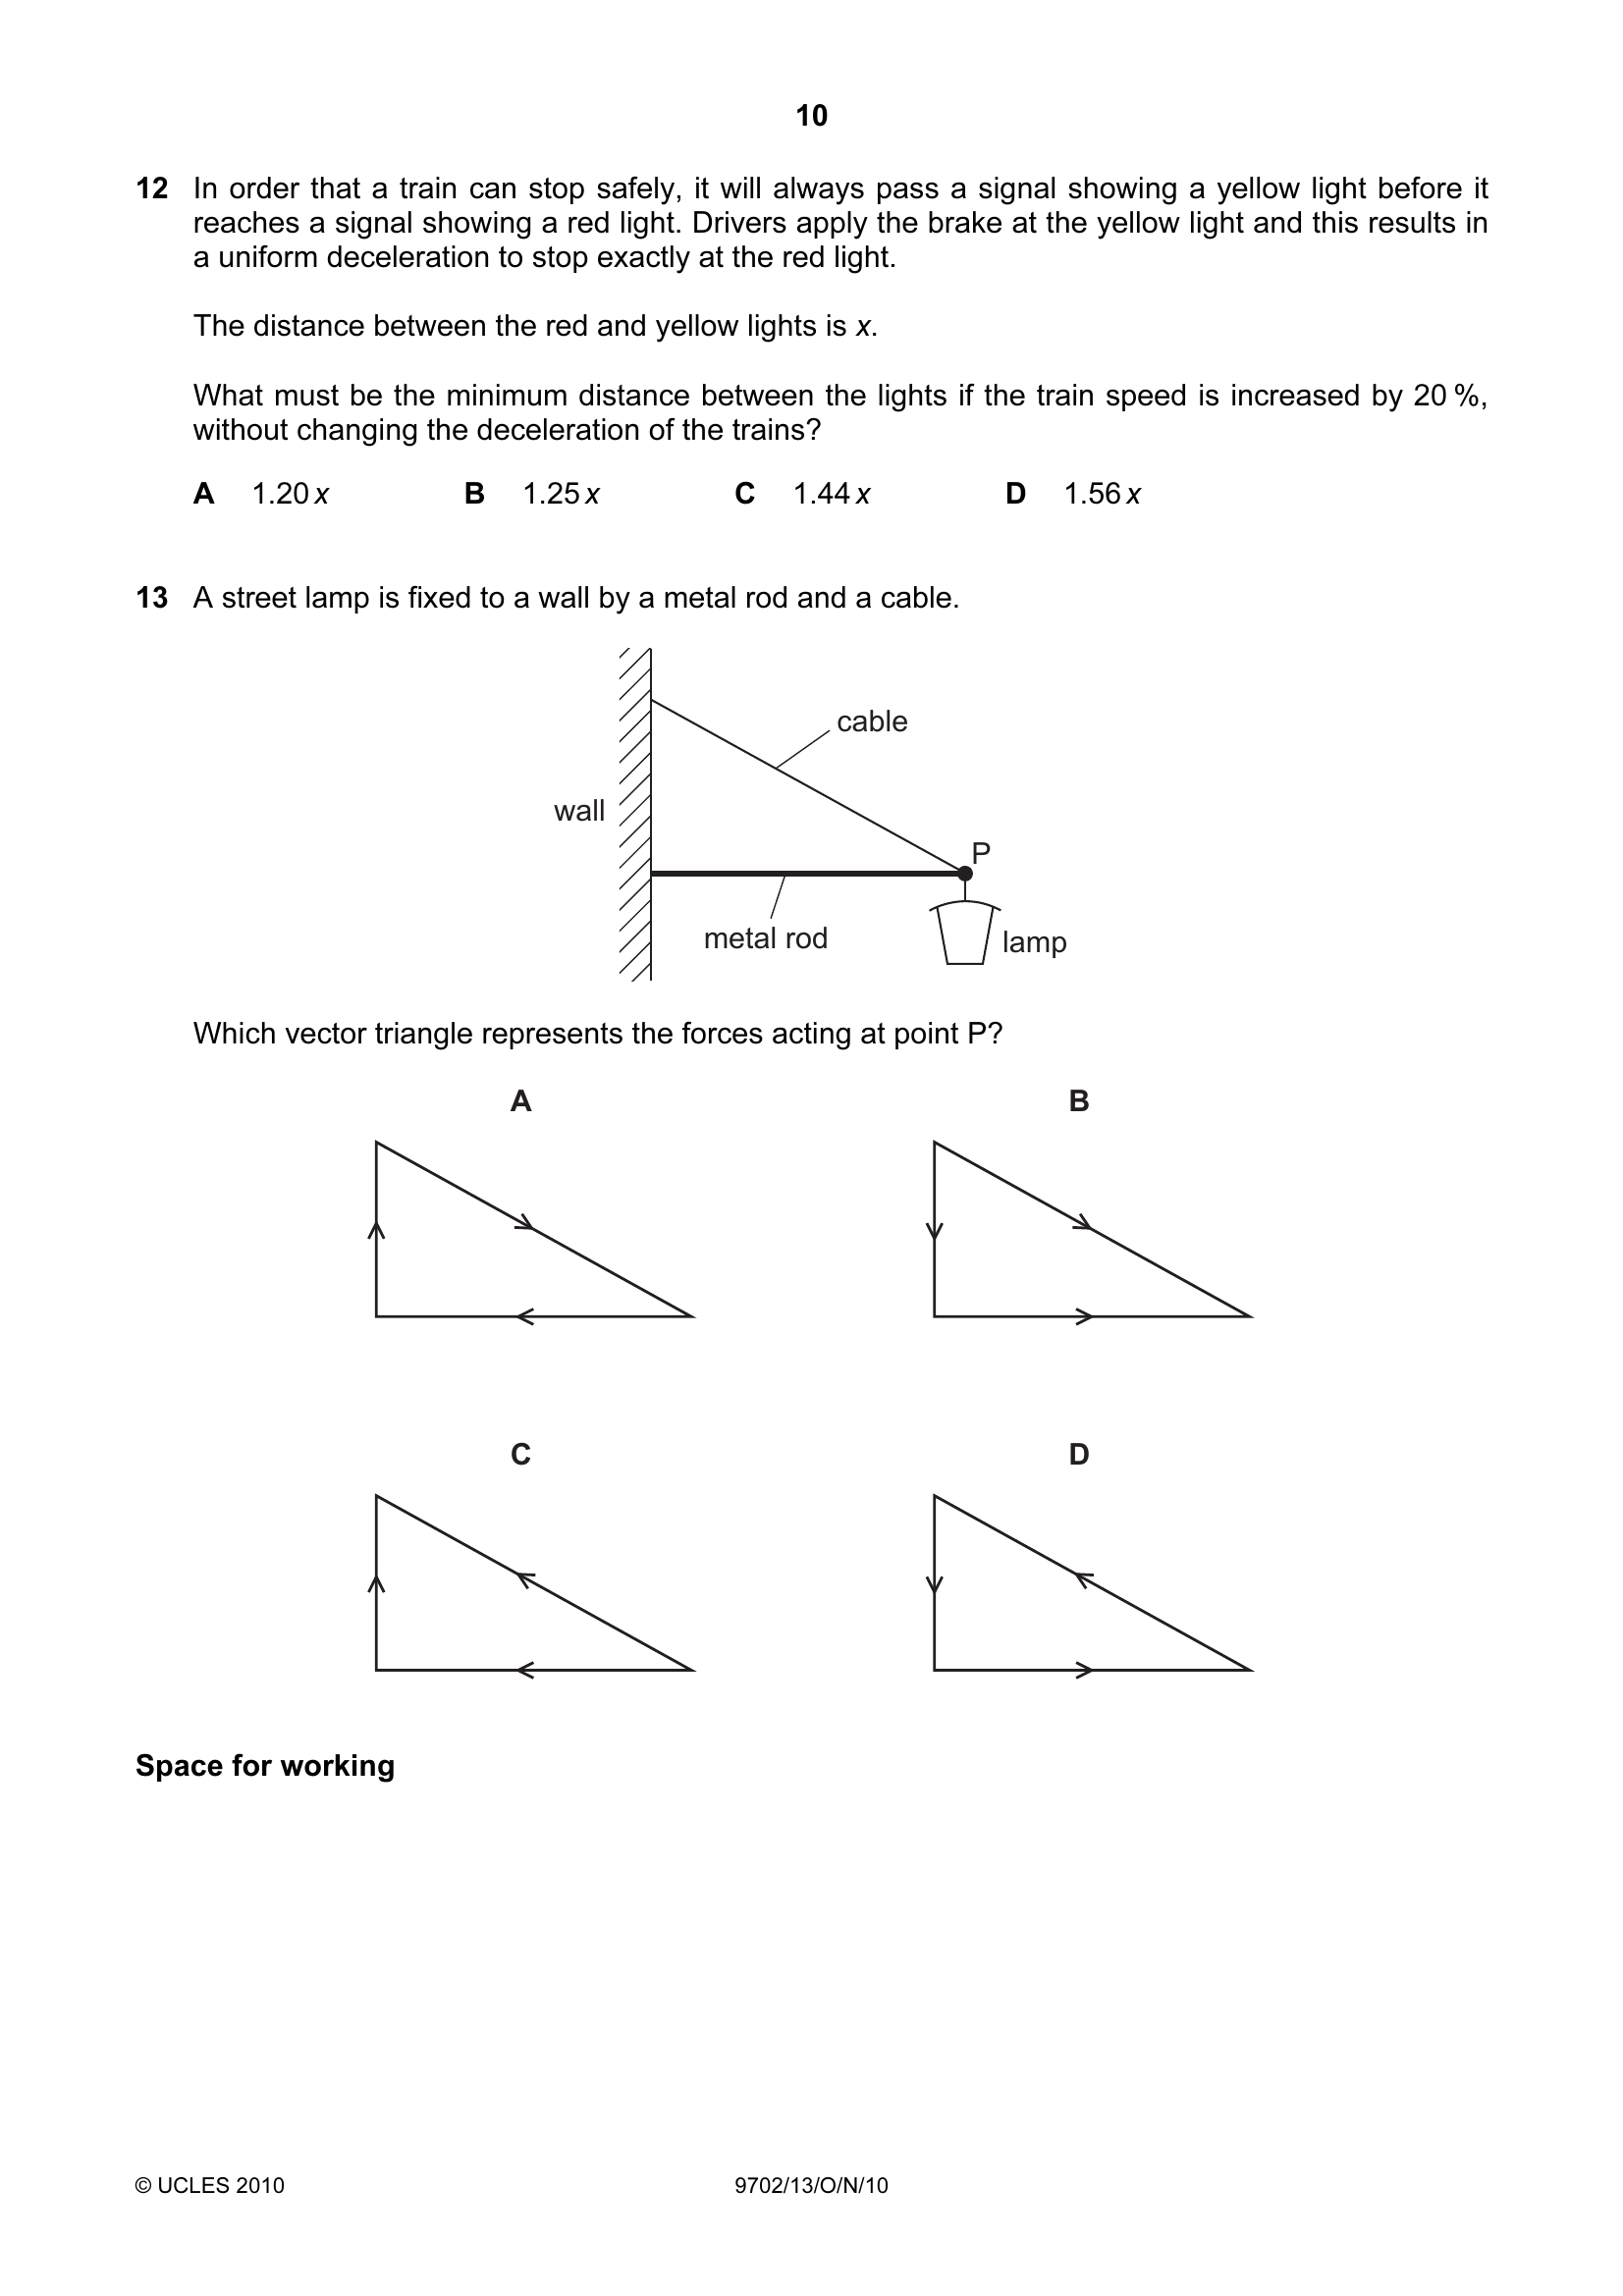 10
12 In order that a train can stop safely, it will always pass a signal showing a yellow light before it
reaches a signal showing a red light. Drivers apply the brake at the yellow light and this results in
a uniform deceleration to stop exactly at the red light.
The distance between the red and yellow lights is x.
What must be the minimum distance between the lights if the train speed is increased by 20 %,
without changing the deceleration of the trains?
A 1.20 x B 1.25 x C 1.44 x D 1.56 x
13 A street lamp is fixed to a wall by a metal rod and a cable.
cable
wall
P
metal rod
lamp
Which vector triangle represents the forces acting at point P?
A B
C D
Space for working
© UCLES 2010 9702/13/O/N/10